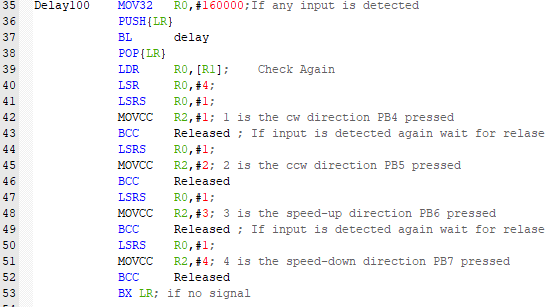 35 Delay100 MOV32 R0,#160000;If any input is detected
36 PUSH{LR}
37 BL delay
38 POP{LR}
39 LDR R0,[R1]; Check Again
40 LSR R0,#4;
41 LSRS R0,#1;
42 MOVCC R2,#1; 1 is the cw direction PB4 pressed
43 BCC Released ; If input is detected again wait for relase
44 LSRS R0,#1;
45 MOVCC R2,#2; 2 is the ccw direction PB5 pressed
46 BCC Released
47 LSRS R0,#1;
48 MOVCC R2,#3; 3 is the speed-up direction PB6 pressed
49 BCC Released ; If input is detected again wait for relase
50 LSRS R0,#1;
51 MOVCC R2,#4; 4 is the speed-down direction PB7 pressed
52 BCC Released
53 BX LR; if no signal